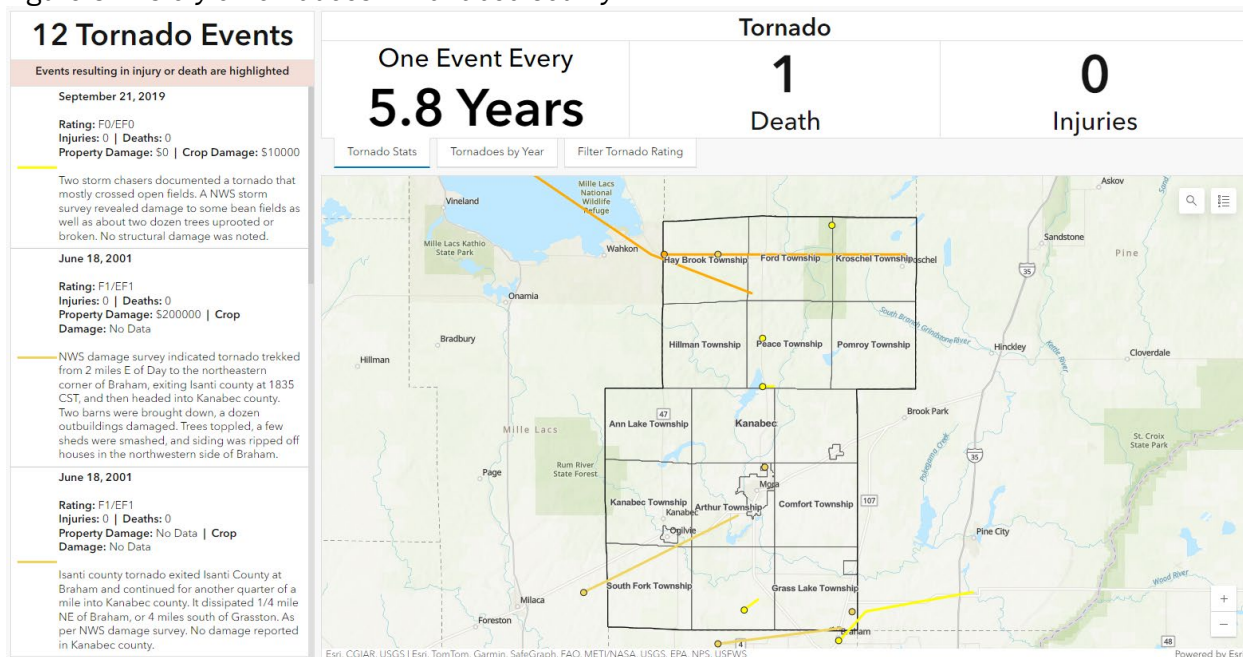 12 Tornado Events
Events resulting in injury or death are highlighted
September 21, 2019
Rating: F0/EF0
Injuries: 0 | Deaths: 0
Property Damage: $0 | Crop Damage: $10000
Two storm chasers documented a tornado that
mostly crossed open fields. A NWS storm
survey revealed damage to some bean fields as
well as about two dozen trees uprooted or
broken. No structural damage was noted.
June 18, 2001
Rating: F1/EF1
Injuries: 0 | Deaths: 0
Property Damage: $200000 | Crop
Damage: No Data
NWS damage survey indicated tornado trekked
from 2 miles E of Day to the northeastern
corner of Braham, exiting Isanti county at 1835
CST, and then headed into Kanabec county.
Two barns were brought down, a dozen
outbuildings damaged. Trees toppled, a few
sheds were smashed, and siding was ripped off
houses in the northwestern side of Braham.
June 18, 2001
Rating: F1/EF1
Injuries: 0 | Deaths: 0
Property Damage: No Data | Crop
Damage: No Data
Isanti county tornado exited Isanti County at
Braham and continued for another quarter of a
mile into Kanabec county. It dissipated 1/4 mile
NE of Braham, or 4 miles south of Grasston. As
per NWS damage survey. No damage reported
in Kanabec county.
Tornado
One Event Every
5.8 Years
1
Death
0
Injuries
Tornado Stats
Tornadoes by Year
Filter Tornado Rating
Mille Lacs
National
Wildlife
Refuge
Vineland
Askov
Mille Lacs Kathio
State Park
Wahkon
Sandstone
Pine
Hay Brook Township
Ford Township
Kroschel Township
35
Onamia
South Branch Grindstone River
Bradbury
Hillman Township
Peace Township
Pomroy Township
Hinckley
Kettle River
Cloverdale
Hillman
47
Ann Lake Township
Kanabec
Brook Park
Mille Lacs
St. Croix
State Park
Rum River
State Forest
Page
35
Pokegama Creek
Mora
Kanabec Township
Kanabec
Arthur Township
Comfort Township
107
Ogilvie
Pine City
South Fork Township
Grass Lake Township
Wood River
Milaca
Foreston
Braham
4
48
Esri, CGIAR, USGS | Esri, TomTom, Garmin, SafeGraph, FAO, METI/NASA, USGS, EPA, NPS, USFWS
Powered by Esri